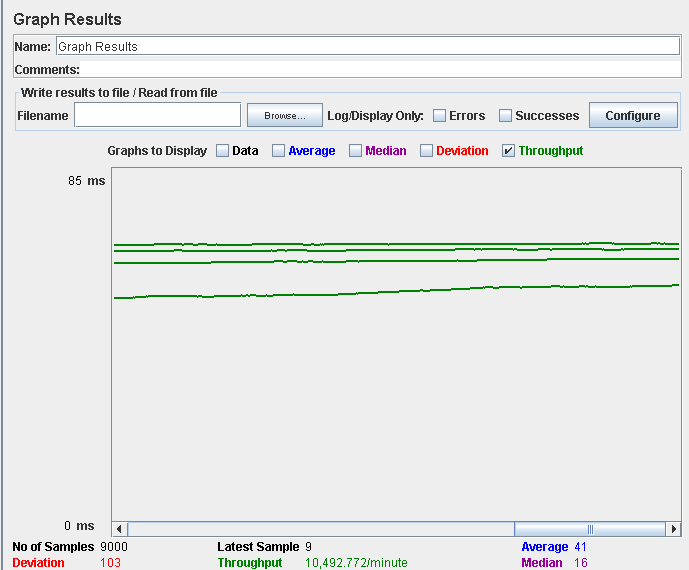 Graph Results
Name: Graph Results
Comments:
Write results to file / Read from file
Filename Browse... Log/Display Only: Errors Successes Configure
Graphs to Display Data Average Median Deviation Throughput
85 ms
0 ms
No of Samples 9000 Latest Sample 9 Average 41
Deviation 103 Throughput 10,492.772/minute Median 16